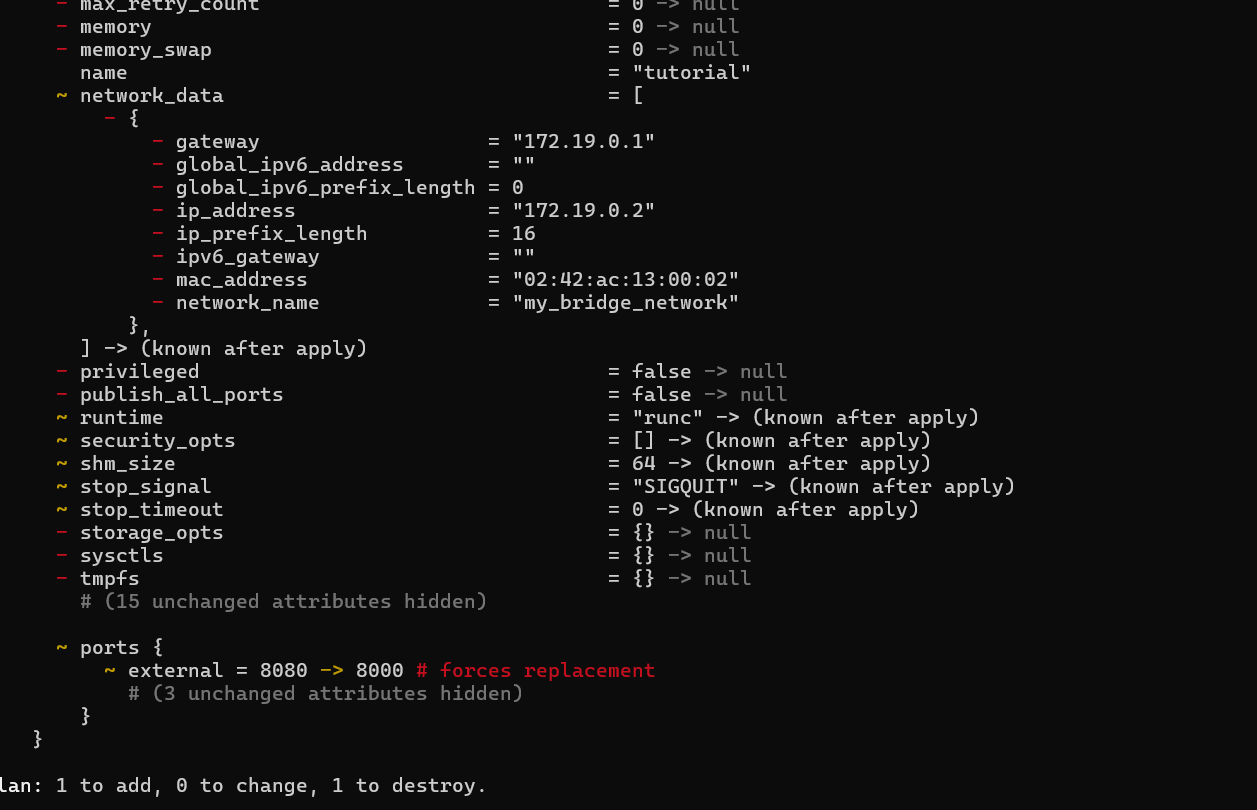 - max_retry_count = 0 -> null
- memory = 0 -> null
- memory_swap = 0 -> null
name = "tutorial"
~ network_data = [
- {
- gateway = "172.19.0.1"
- global_ipv6_address = ""
- global_ipv6_prefix_length = 0
- ip_address = "172.19.0.2"
- ip_prefix_length = 16
- ipv6_gateway = ""
- mac_address = "02:42:ac:13:00:02"
- network_name = "my_bridge_network"
},
] -> (known after apply)
- privileged = false -> null
- publish_all_ports = false -> null
~ runtime = "runc" -> (known after apply)
~ security_opts = [] -> (known after apply)
~ shm_size = 64 -> (known after apply)
~ stop_signal = "SIGQUIT" -> (known after apply)
~ stop_timeout = 0 -> (known after apply)
- storage_opts = {} -> null
- sysctls = {} -> null
- tmpfs = {} -> null
# (15 unchanged attributes hidden)
~ ports {
~ external = 8080 -> 8000 # forces replacement
# (3 unchanged attributes hidden)
}
}
lan: 1 to add, 0 to change, 1 to destroy.